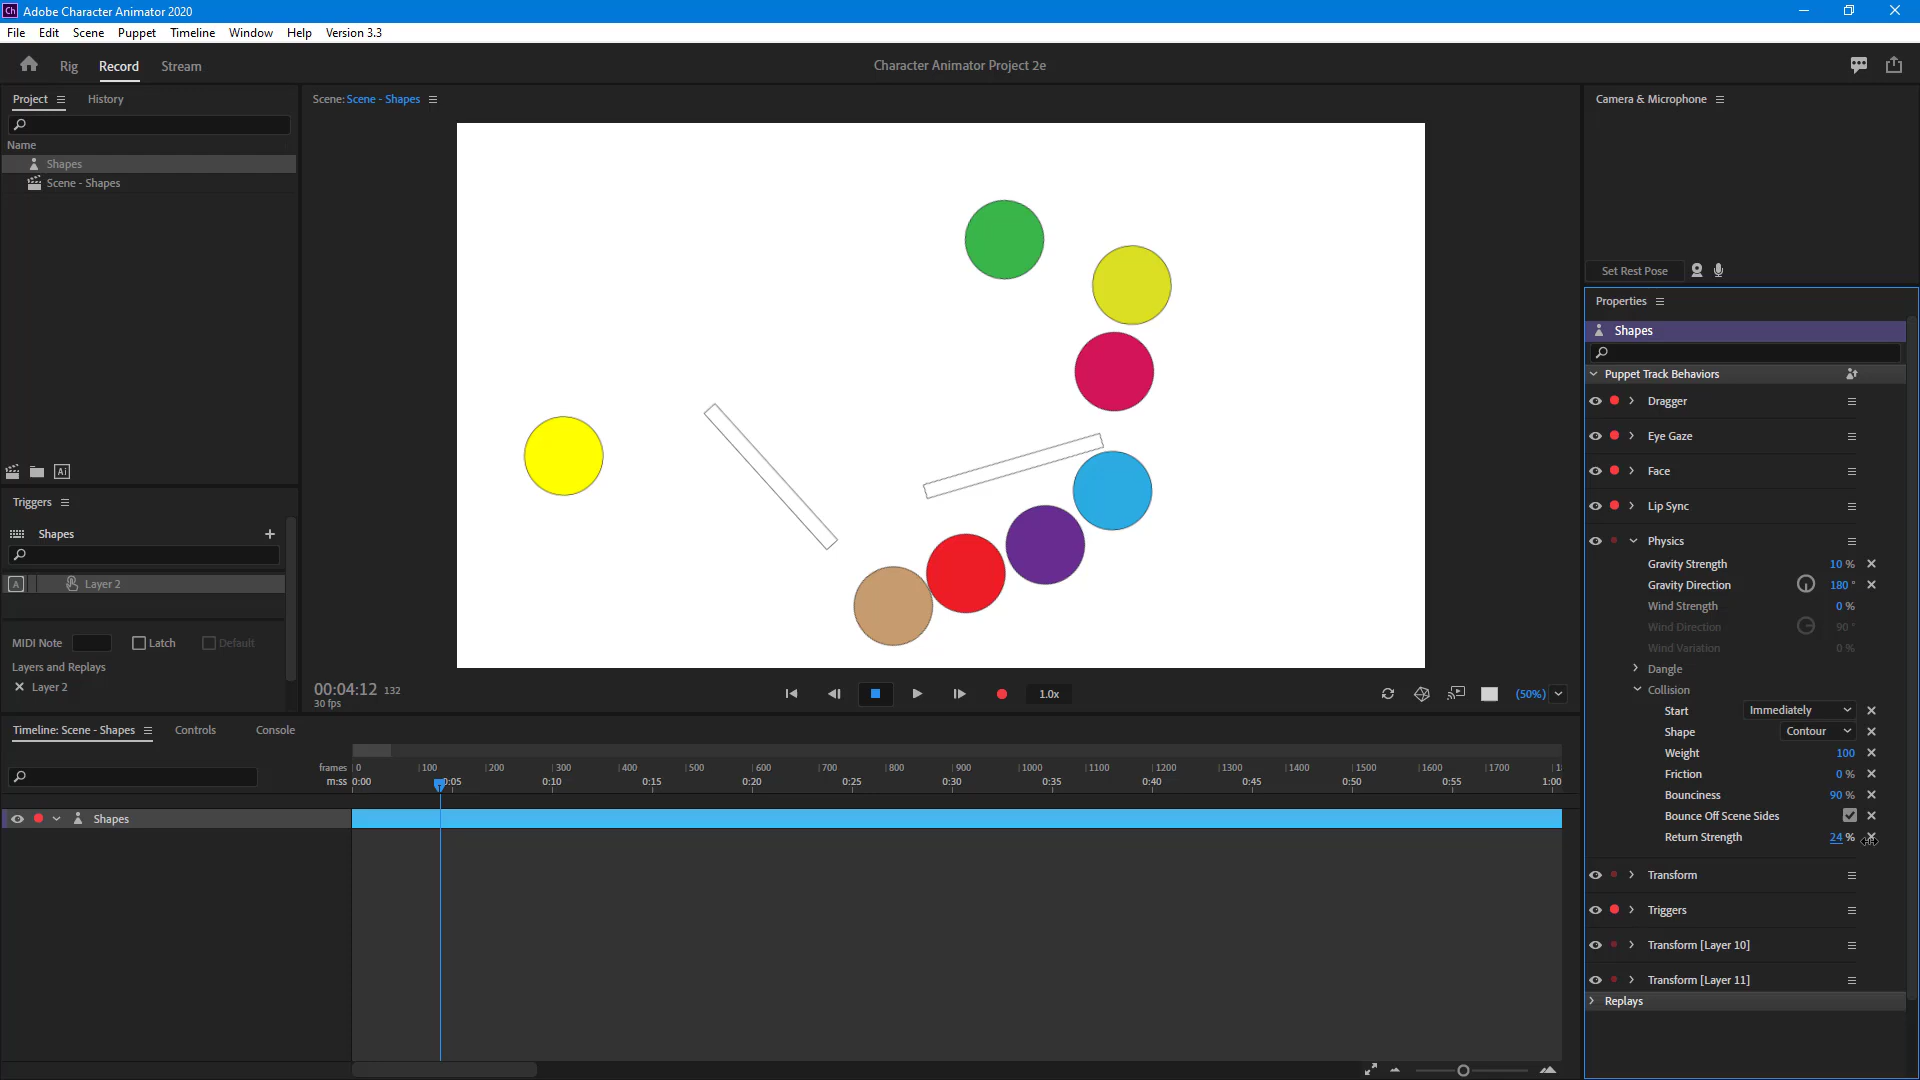 Ch Adobe Character Animator 2020
File Edit Scene Puppet Timeline Window Help Version 3.3
Rig Record Stream Character Animator Project 2e
Project History
Name
Shapes
Scene - Shapes
Ai
Triggers
Shapes
A Layer 2
MIDI Note Latch Default
Layers and Replays
Layer 2
Scene: Scene - Shapes
00:04:12 132
30 fps
1.0x
(50%)
Camera & Microphone
Set Rest Pose
Properties
Shapes
Puppet Track Behaviors
Dragger
Eye Gaze
Face
Lip Sync
Physics
Gravity Strength 10 %
Gravity Direction 180 °
Wind Strength 0 %
Wind Direction 90 °
Wind Variation 0 %
Dangle
Collision
Start Immediately
Shape Contour
Weight 100
Friction 0 %
Bounciness 90 %
Bounce Off Scene Sides
Return Strength 24 %
Transform
Triggers
Transform [Layer 10]
Transform [Layer 11]
Replays
Timeline: Scene - Shapes Controls Console
frames 0 100 200 300 400 500 600 700 800 900 1000 1100 1200 1300 1400 1500 1600 1700
m:ss 0:00 0:05 0:10 0:15 0:20 0:25 0:30 0:35 0:40 0:45 0:50 0:55 1:00
Shapes